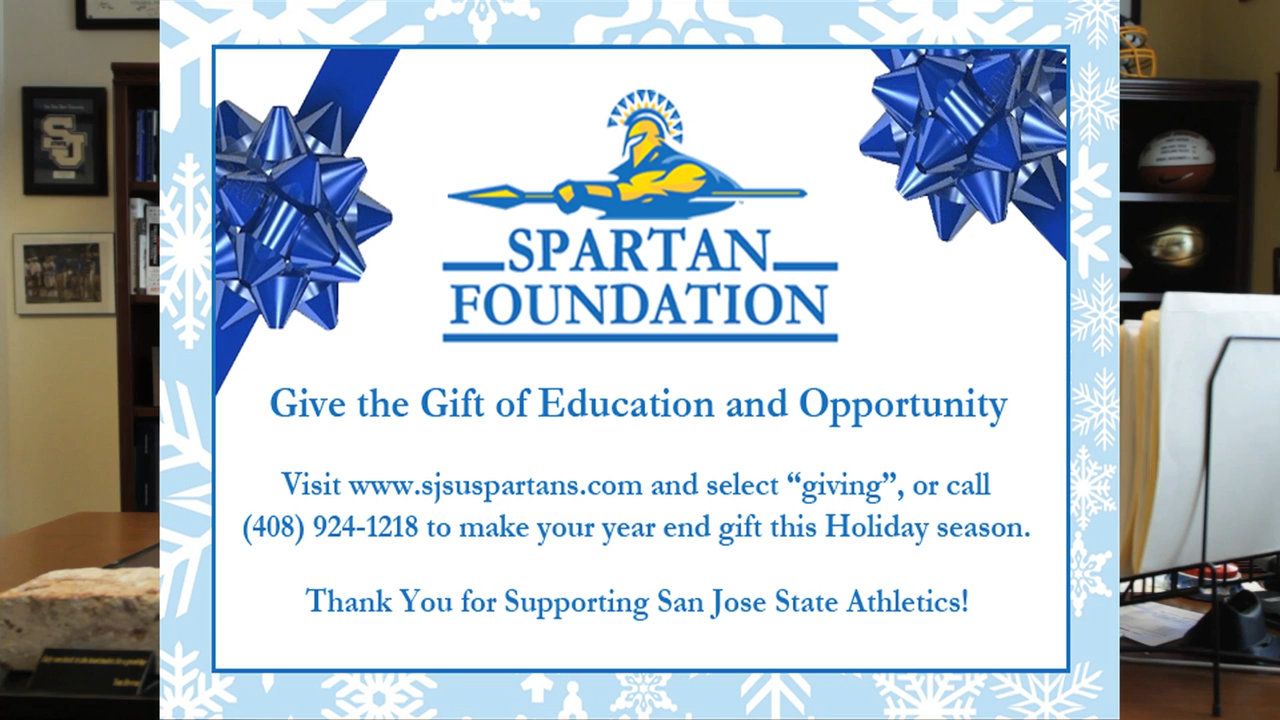 SPARTAN
FOUNDATION
Give the Gift of Education and Opportunity
Visit www.sjsuspartans.com and select “giving”, or call
(408) 924-1218 to make your year end gift this Holiday season.
Thank You for Supporting San Jose State Athletics!
SJ
STATE